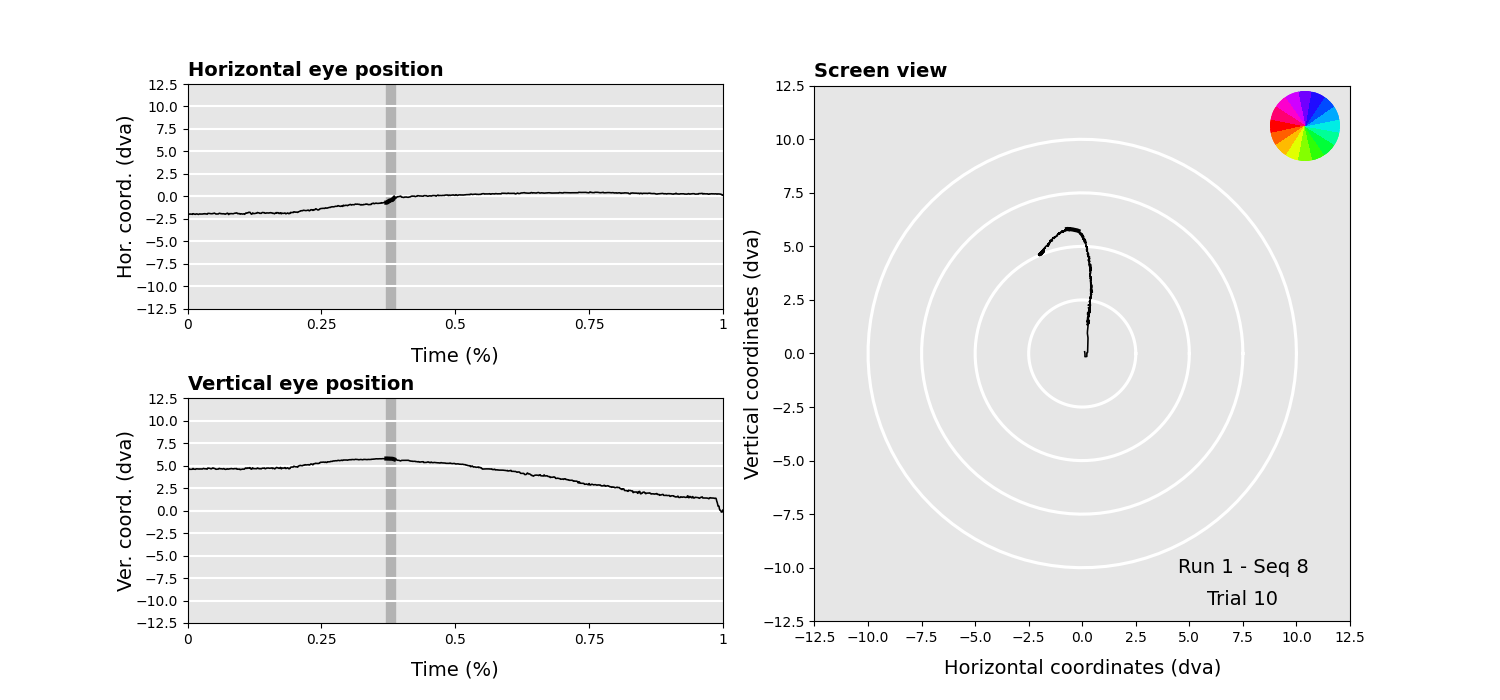 Horizontal eye position
12.5
10.0
7.5
5.0
2.5
0.0
−2.5
−5.0
−7.5
−10.0
−12.5
Hor. coord. (dva)
0 0.25 0.5 0.75 1
Time (%)
Vertical eye position
12.5
10.0
7.5
5.0
2.5
0.0
−2.5
−5.0
−7.5
−10.0
−12.5
Ver. coord. (dva)
0 0.25 0.5 0.75 1
Time (%)
Screen view
12.5
10.0
7.5
5.0
2.5
0.0
−2.5
−5.0
−7.5
−10.0
−12.5
Vertical coordinates (dva)
Run 1 - Seq 8
Trial 10
−12.5 −10.0 −7.5 −5.0 −2.5 0.0 2.5 5.0 7.5 10.0 12.5
Horizontal coordinates (dva)